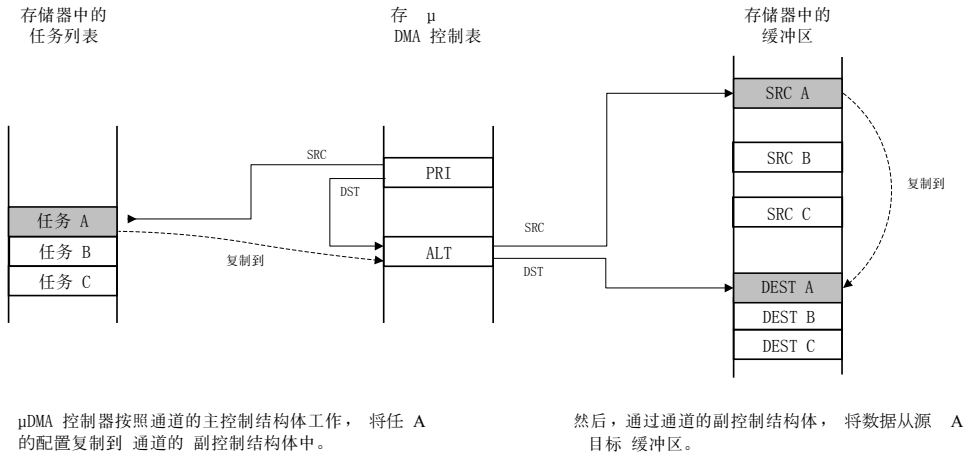 存储器中的
任务列表
存 μ
DMA 控制表
存储器中的
缓冲区
SRC A
SRC B
SRC C
DEST A
DEST B
DEST C
复制到
SRC
PRI
DST
ALT
SRC
DST
任务 A
任务 B
任务 C
复制到
μDMA 控制器按照通道的主控制结构体工作， 将任 A
的配置复制到 通道的 副控制结构体中。
然后，通过通道的副控制结构体， 将数据从源 A
目标 缓冲区。